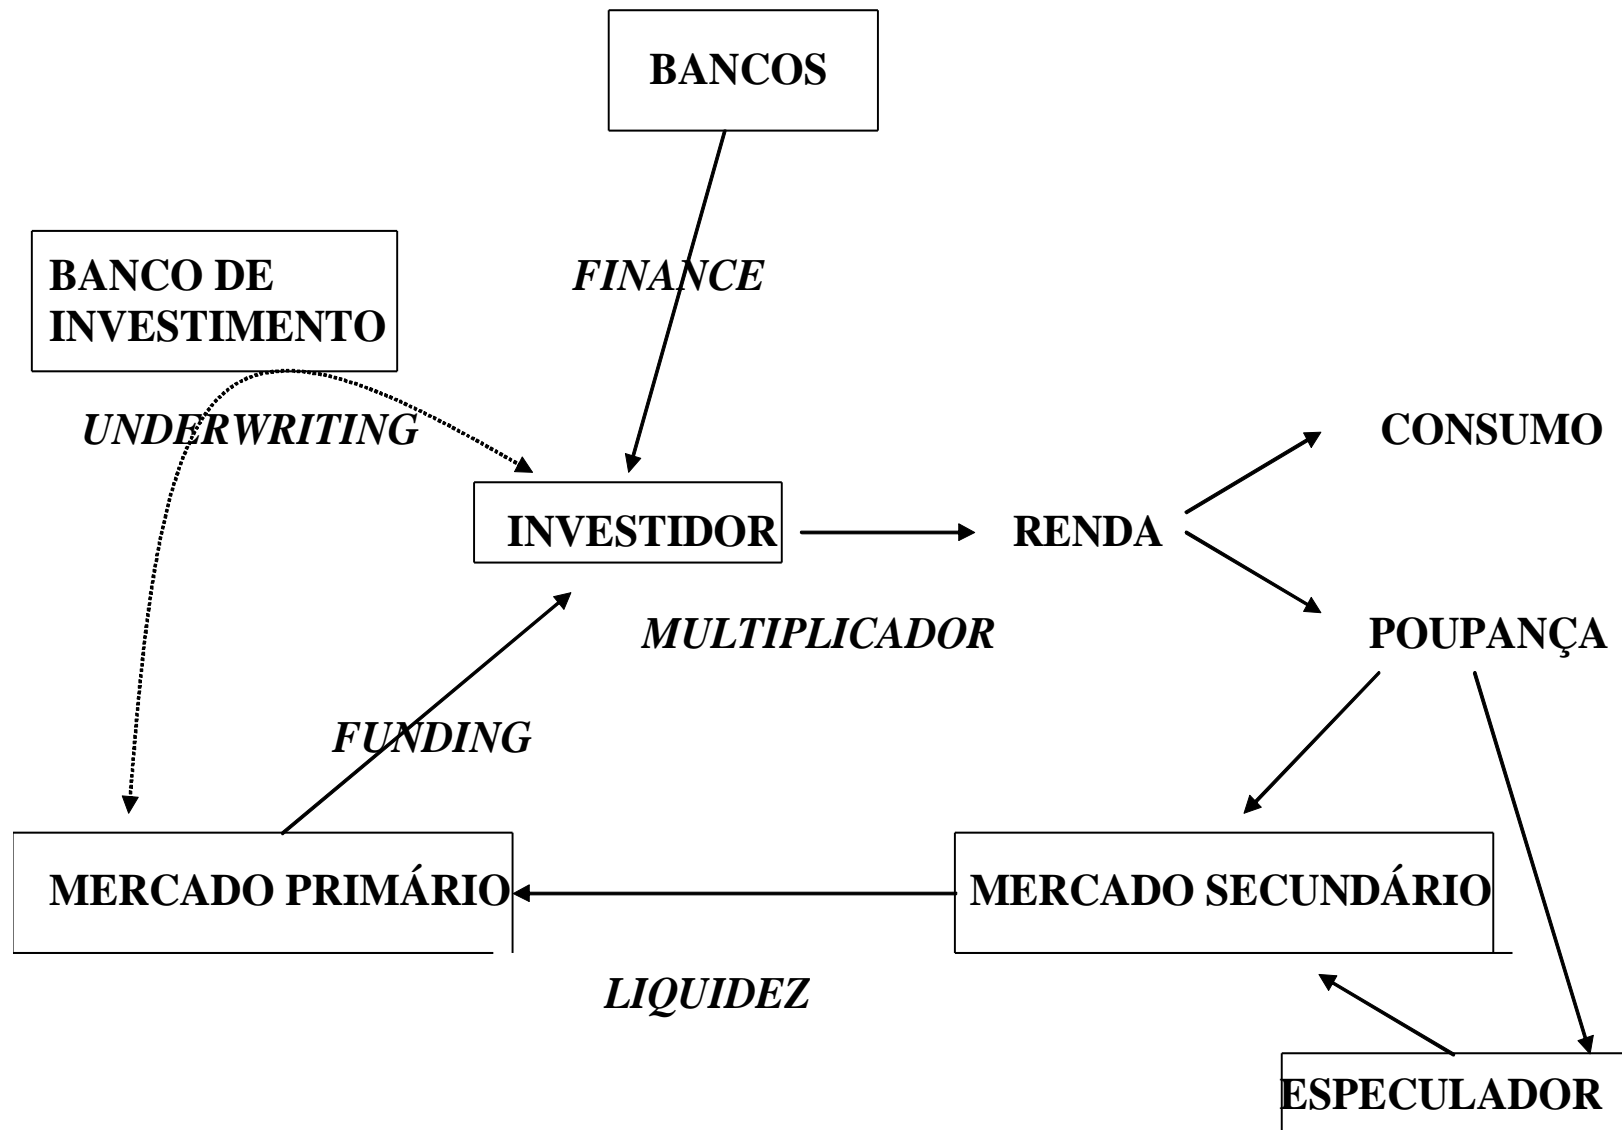 BANCOS
BANCO DE
INVESTIMENTO
FINANCE
UNDERWRITING
CONSUMO
INVESTIDOR
RENDA
MULTIPLICADOR
POUPANÇA
FUNDING
MERCADO PRIMÁRIO
MERCADO SECUNDÁRIO
LIQUIDEZ
ESPECULADOR